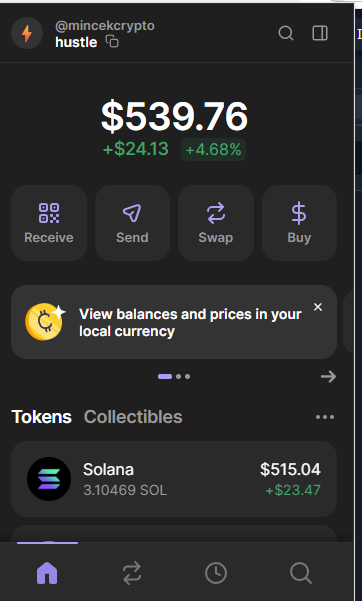 @mincekcrypto
hustle
$539.76
+$24.13 +4.68%
Receive Send Swap Buy
View balances and prices in your
local currency
Tokens Collectibles
Solana $515.04
3.10469 SOL +$23.47